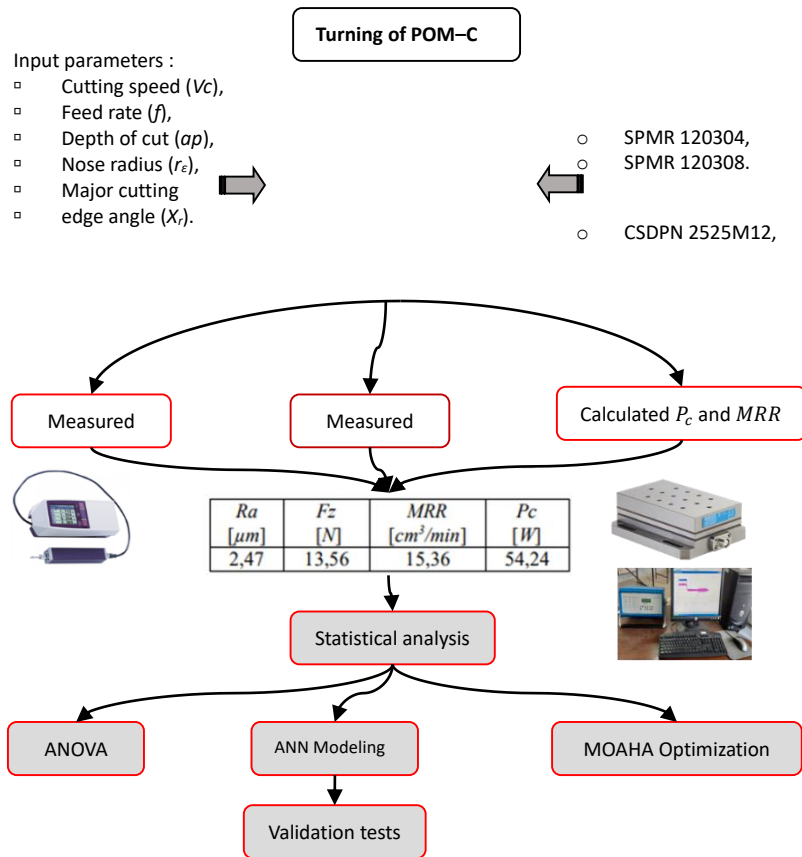 Turning of POM–C
Input parameters :
Cutting speed (Vc),
Feed rate (f),
Depth of cut (ap),
Nose radius (rε),
Major cutting
edge angle (Xr).
SPMR 120304,
SPMR 120308.
CSDPN 2525M12,
Measured
Measured
Calculated Pc and MRR
Ra Fz MRR Pc
[μm] [N] [cm³/min] [W]
2,47 13,56 15,36 54,24
Statistical analysis
ANOVA
ANN Modeling
MOAHA Optimization
Validation tests